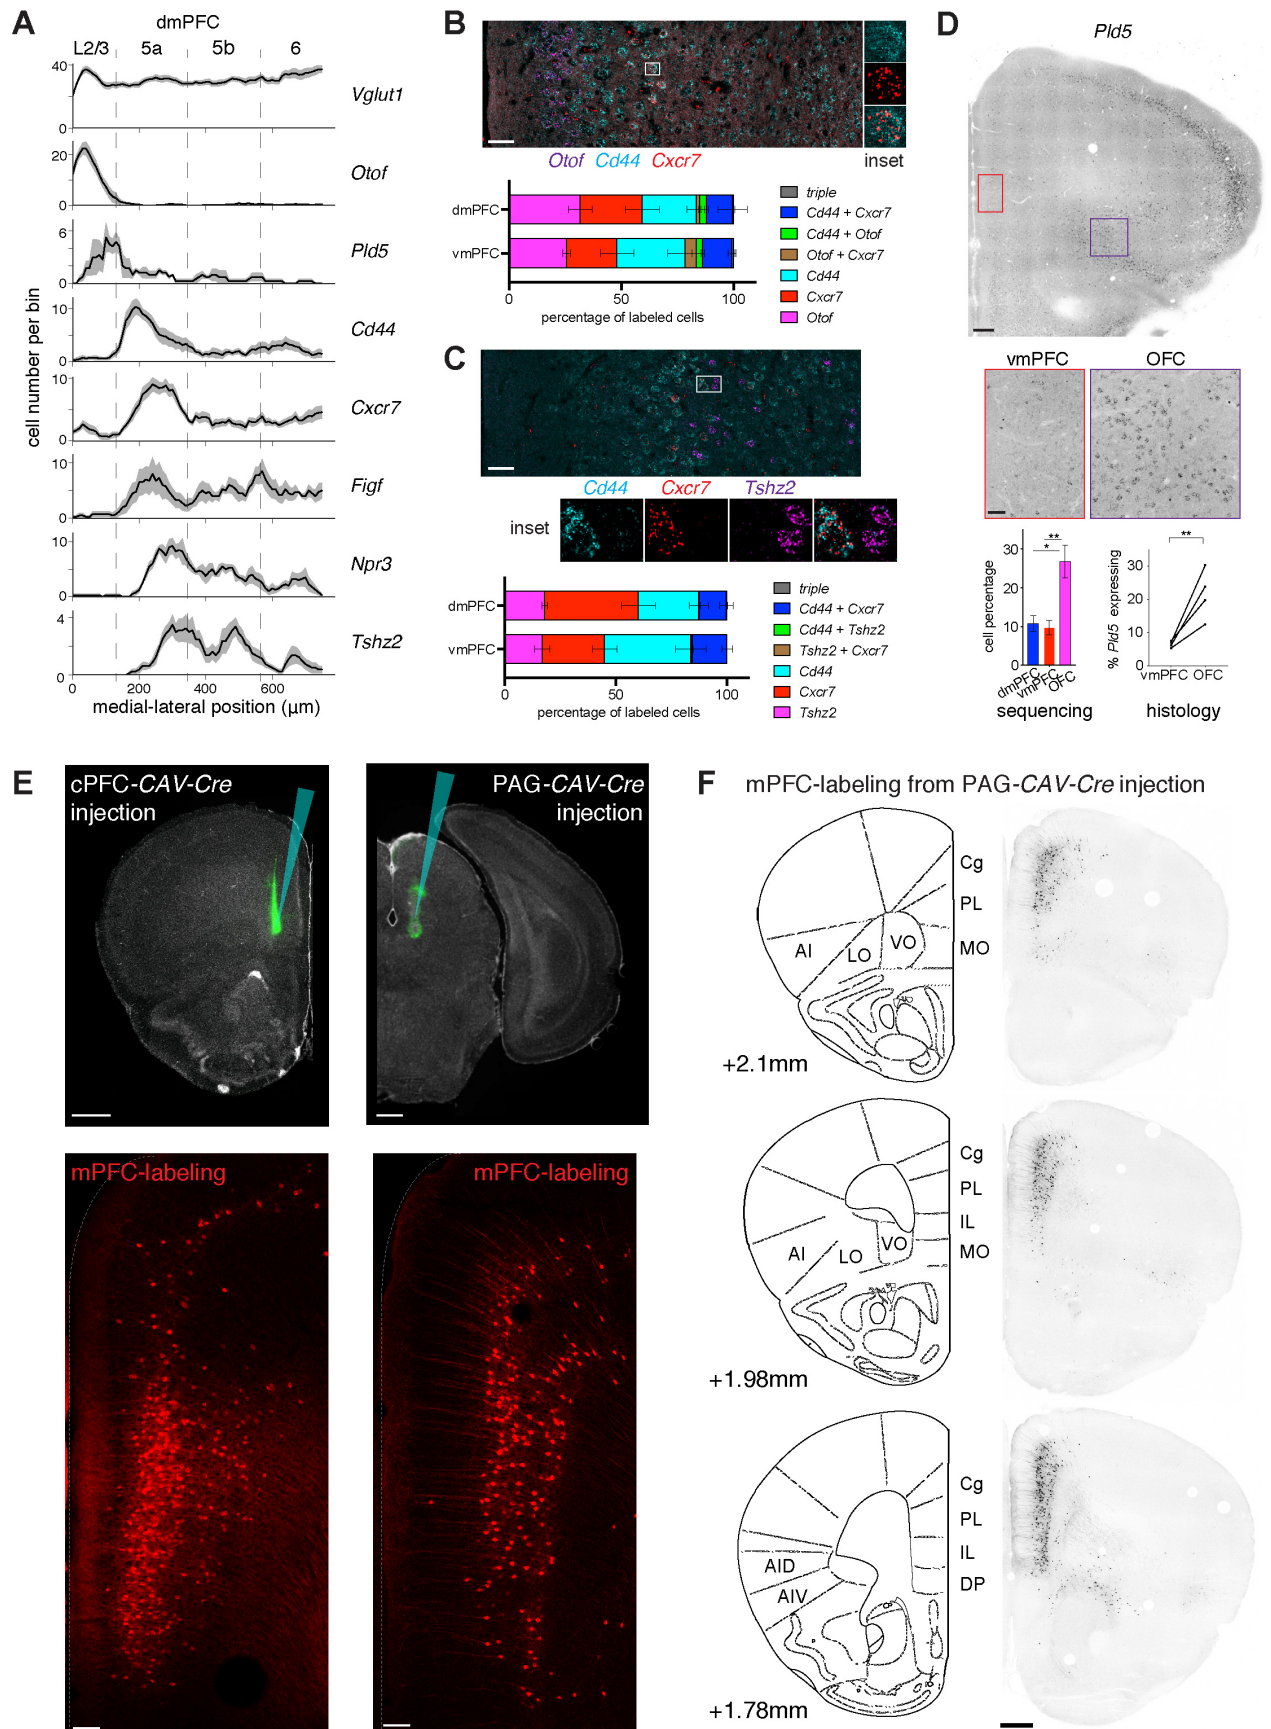 A
dmPFC
L2/3 5a 5b 6
40
0
Vglut1
20
0
Otof
6
0
Pld5
10
0
Cd44
10
0
Cxcr7
10
0
Figf
Npr3
4
0
Tshz2
cell number per bin
0 200 400 600
medial-lateral position (µm)
B
Otof Cd44 Cxcr7
inset
dmPFC
vmPFC
0 50 100
percentage of labeled cells
triple
Cd44 + Cxcr7
Cd44 + Otof
Otof + Cxcr7
Cd44
Cxcr7
Otof
C
Cd44 Cxcr7 Tshz2
inset
dmPFC
vmPFC
0 50 100
percentage of labeled cells
triple
Cd44 + Cxcr7
Cd44 + Tshz2
Tshz2 + Cxcr7
Cd44
Cxcr7
Tshz2
D
Pld5
vmPFC OFC
cell percentage
30
20
10
0
**
*
dmPFC
vmPFC
OFC
sequencing
% Pld5 expressing
30
20
10
0
**
vmPFC OFC
histology
E
cPFC-CAV-Cre
injection
PAG-CAV-Cre
injection
mPFC-labeling
mPFC-labeling
F
mPFC-labeling from PAG-CAV-Cre injection
Cg
PL
MO
AI LO VO
+2.1mm
Cg
PL
IL
MO
AI LO VO
+1.98mm
Cg
PL
IL
DP
AID
AIV
+1.78mm